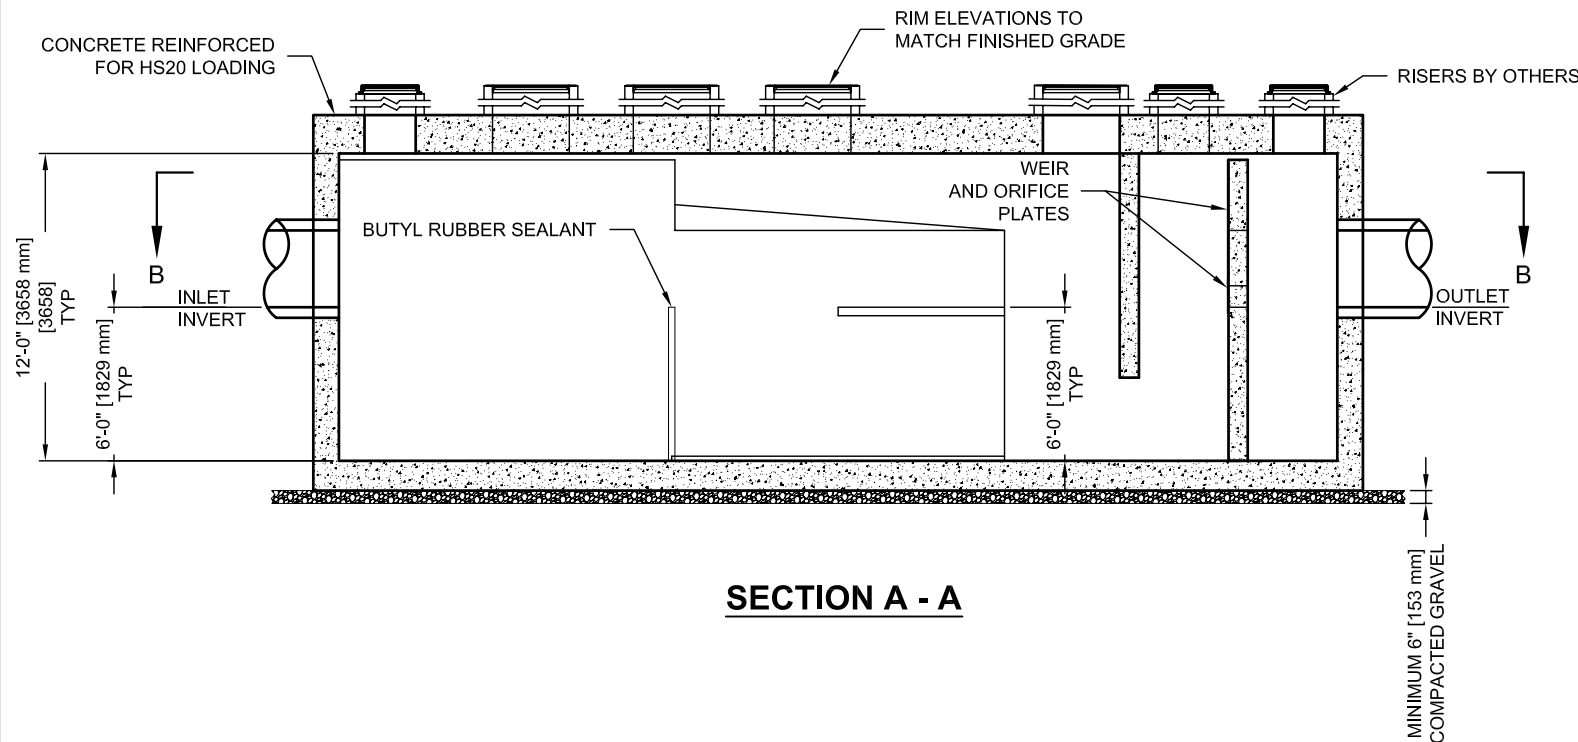 RIM ELEVATIONS TO
MATCH FINISHED GRADE
CONCRETE REINFORCED
FOR HS20 LOADING
RISERS BY OTHERS
WEIR
AND ORIFICE
PLATES
BUTYL RUBBER SEALANT
B
B
INLET
INVERT
OUTLET
INVERT
12'-0" [3658 mm]
[3658]
TYP
6'-0" [1829 mm]
TYP
6'-0" [1829 mm]
TYP
SECTION A - A
MINIMUM 6" [153 mm]
COMPACTED GRAVEL